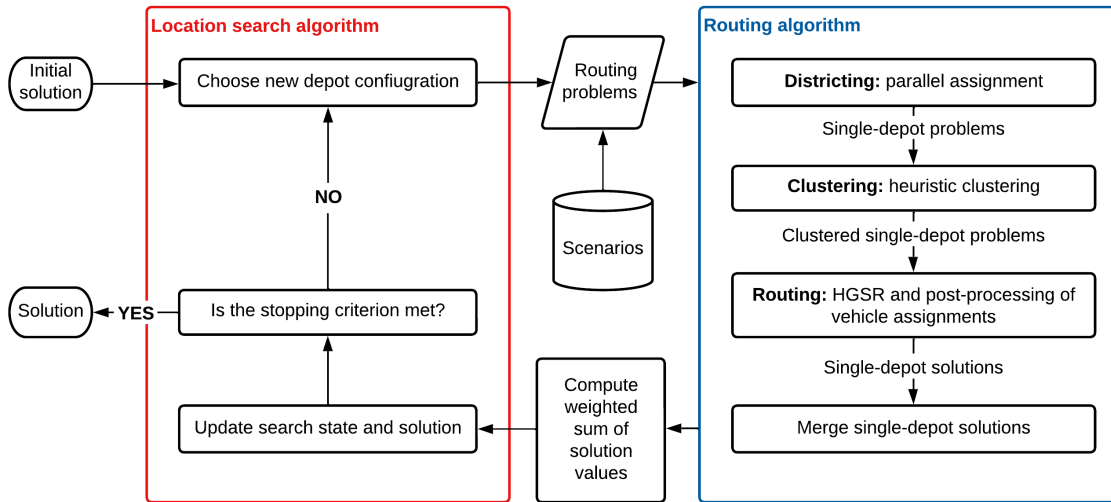 Location search algorithm
Initial
solution
Choose new depot confiugration
NO
Is the stopping criterion met?
YES
Solution
Update search state and solution
Routing
problems
Scenarios
Compute
weighted
sum of
solution
values
Routing algorithm
Districting: parallel assignment
Single-depot problems
Clustering: heuristic clustering
Clustered single-depot problems
Routing: HGSR and post-processing of
vehicle assignments
Single-depot solutions
Merge single-depot solutions